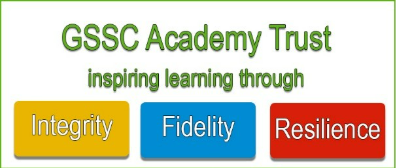 GSSC Academy Trust
inspiring learning through
Integrity Fidelity Resilience